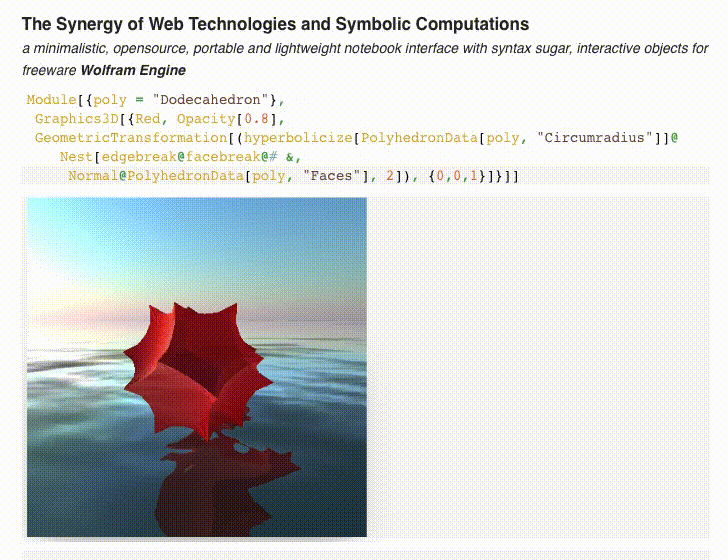 The Synergy of Web Technologies and Symbolic Computations
a minimalistic, opensource, portable and lightweight notebook interface with syntax sugar, interactive objects for
freeware Wolfram Engine
Module[{poly = "Dodecahedron"},
Graphics3D[{Red, Opacity[0.8],
GeometricTransformation[(hyperbolicize[PolyhedronData[poly, "Circumradius"]]@
Nest[edgebreak@facebreak@# &,
Normal@PolyhedronData[poly, "Faces"], 2]), {0,0,1}]}]]